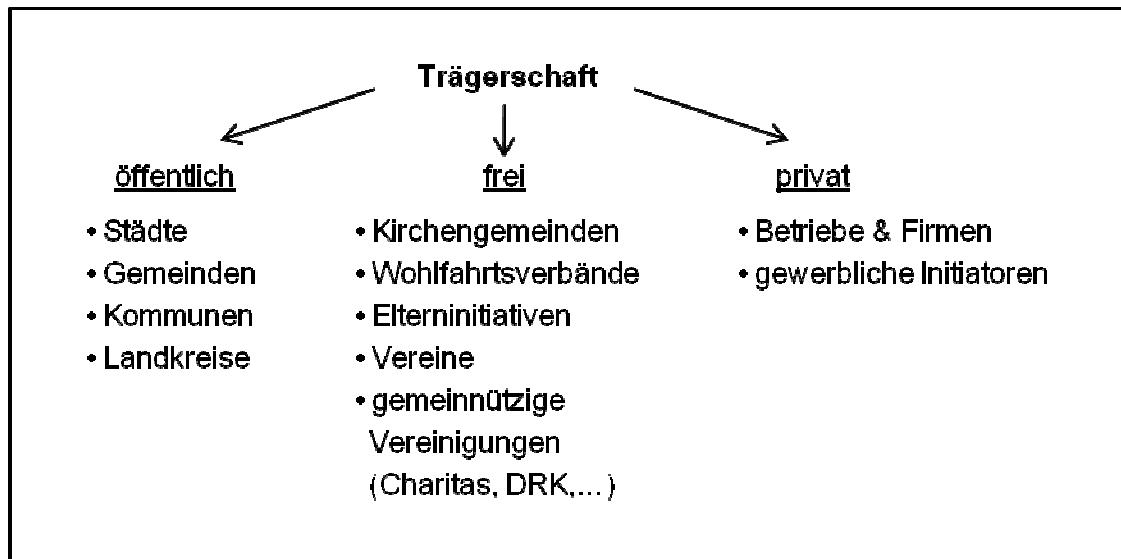 Trägerschaft
öffentlich
• Städte
• Gemeinden
• Kommunen
• Landkreise
frei
• Kirchengemeinden
• Wohlfahrtsverbände
• Elterninitiativen
• Vereine
• gemeinnützige
Vereinigungen
(Charitas, DRK,...)
privat
• Betriebe & Firmen
• gewerbliche Initiatoren